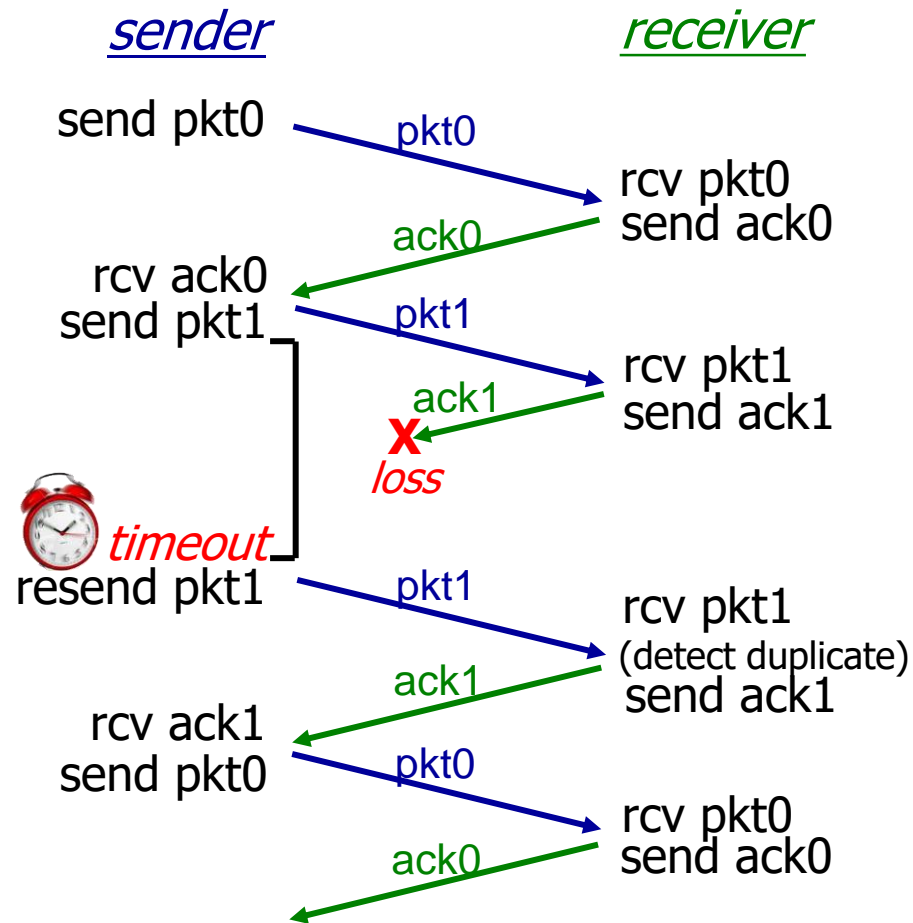 sender
receiver
send pkt0
pkt0
rcv pkt0
send ack0
ack0
rcv ack0
send pkt1
pkt1
rcv pkt1
send ack1
ack1
X
loss
timeout
resend pkt1
pkt1
rcv pkt1
(detect duplicate)
send ack1
ack1
rcv ack1
send pkt0
pkt0
rcv pkt0
send ack0
ack0